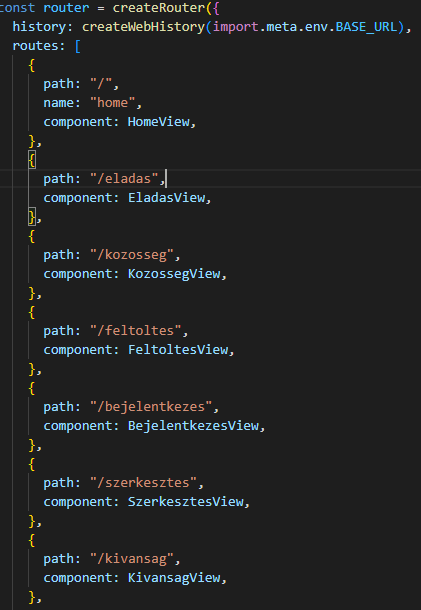 const router = createRouter({
history: createWebHistory(import.meta.env.BASE_URL),
routes: [
{
path: "/",
name: "home",
component: HomeView,
},
{
path: "/eladas",
component: EladasView,
},
{
path: "/kozosseg",
component: KozossegView,
},
{
path: "/feltoltes",
component: FeltoltesView,
},
{
path: "/bejelentkezes",
component: BejelentkezesView,
},
{
path: "/szerkesztes",
component: SzerkesztesView,
},
{
path: "/kivansag",
component: KivansagView,
},